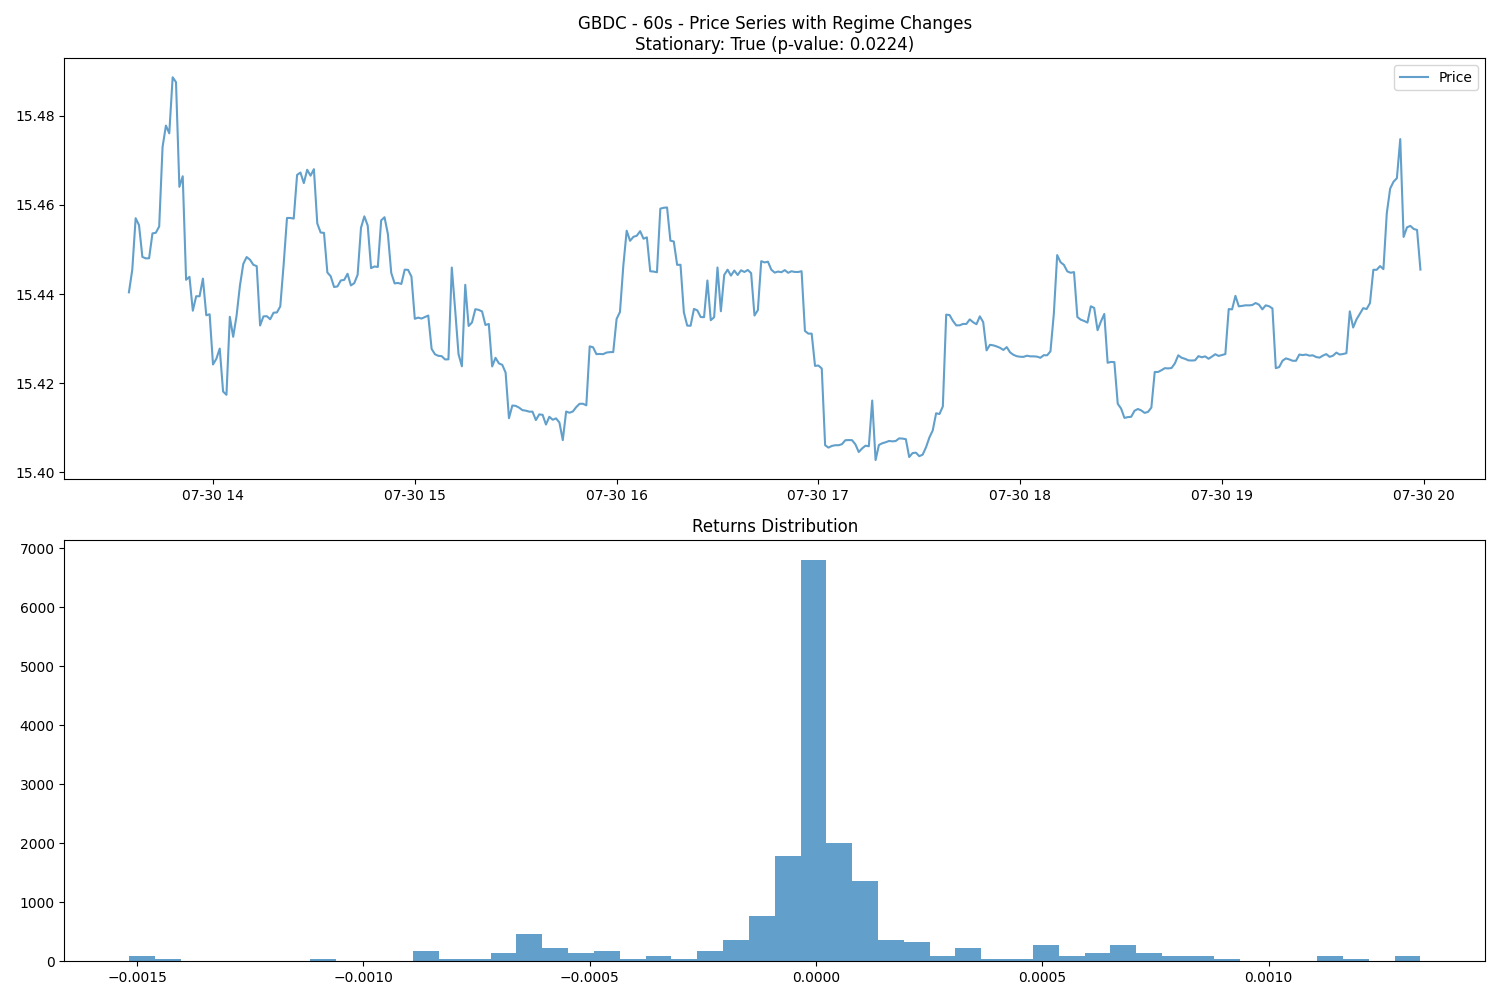 GBDC - 60s - Price Series with Regime Changes
Stationary: True (p-value: 0.0224)
Price
15.48
15.46
15.44
15.42
15.40
07-30 14 07-30 15 07-30 16 07-30 17 07-30 18 07-30 19 07-30 20
Returns Distribution
7000
6000
5000
4000
3000
2000
1000
0
−0.0015 −0.0010 −0.0005 0.0000 0.0005 0.0010